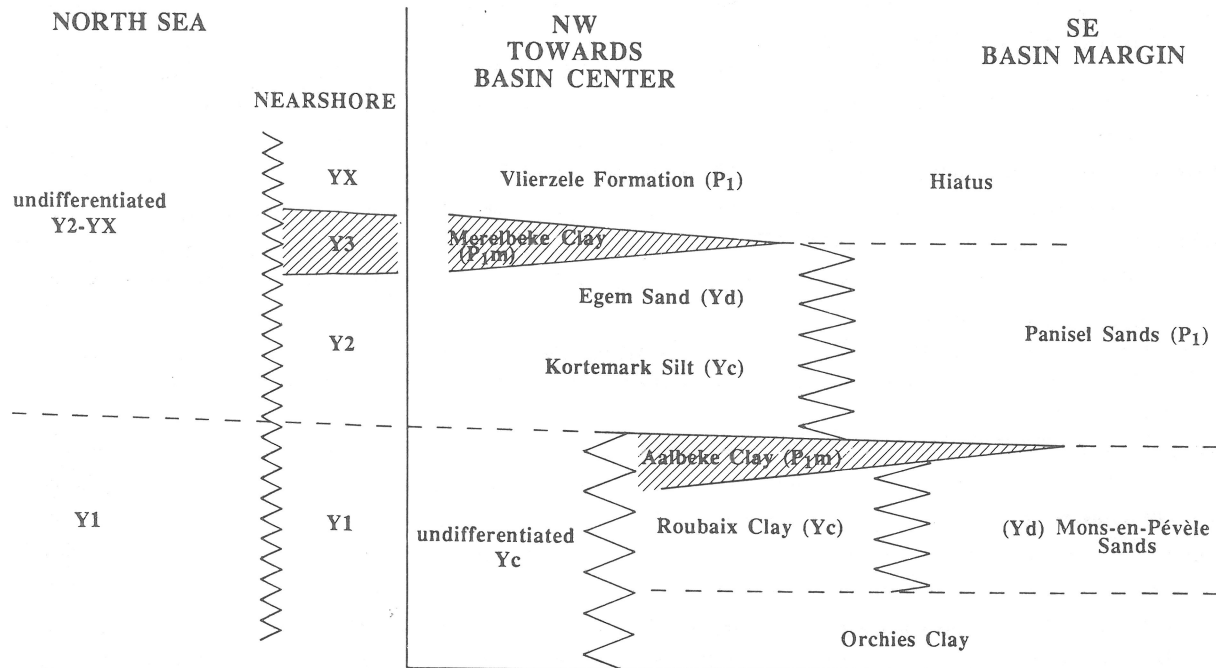 NORTH SEA
NW
TOWARDS
BASIN CENTER
SE
BASIN MARGIN
NEARSHORE
undifferentiated
Y2-YX
YX
Y3
Y2
Vlierzele Formation (P1)
Hiatus
Merelbeke Clay
(P1m)
Egem Sand (Yd)
Kortemark Silt (Yc)
Panisel Sands (P1)
Y1
Y1
undifferentiated
Yc
Aalbeke Clay (P1m)
Roubaix Clay (Yc)
(Yd) Mons-en-Pévèle
Sands
Orchies Clay